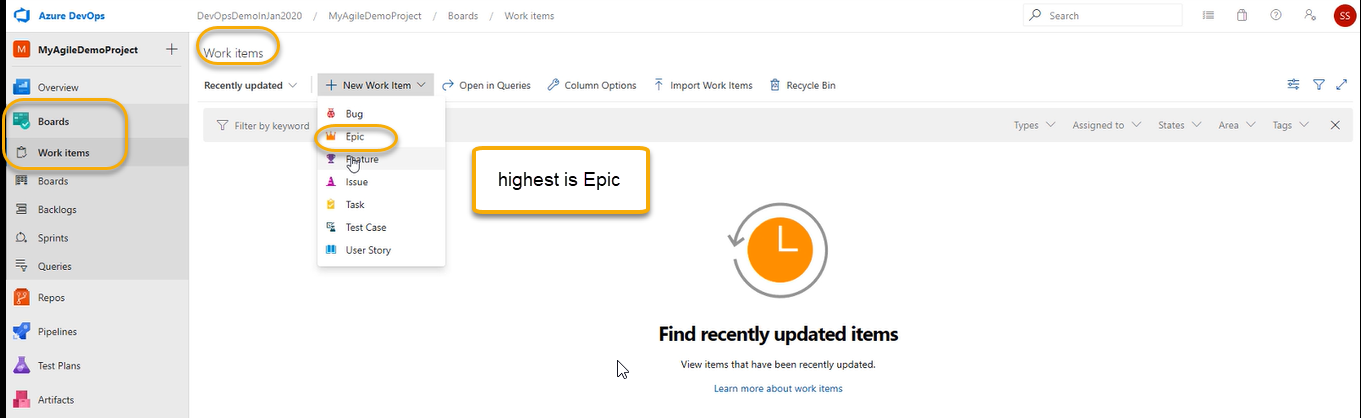 Azure DevOps
DevOpsDemoInJan2020 / MyAgileDemoProject / Boards / Work items
Search
SS
M MyAgileDemoProject
Work items
Overview
Boards
Work items
Boards
Backlogs
Sprints
Queries
Repos
Pipelines
Test Plans
Artifacts
Recently updated
New Work Item
Open in Queries
Column Options
Import Work Items
Recycle Bin
Filter by keyword
Types
Assigned to
States
Area
Tags
Bug
Epic
Feature
Issue
Task
Test Case
User Story
highest is Epic
Find recently updated items
View items that have been recently updated.
Learn more about work items